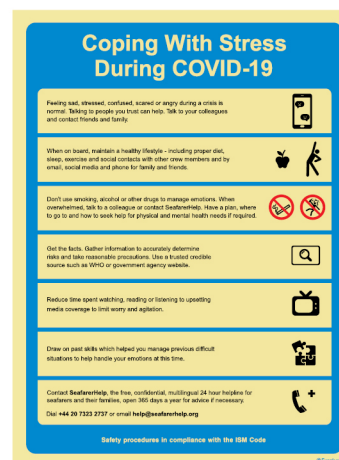 Coping With Stress
During COVID-19
Feeling sad, stressed, confused, scared or angry during a crisis is
normal. Talking to people you trust can help. Talk to your colleagues
and contact friends and family.
When on board, maintain a healthy lifestyle - including proper diet,
sleep, exercise and social contacts with other crew members and by
email, social media and phone for family and friends.
Don't use smoking, alcohol or other drugs to manage emotions. When
overwhelmed, talk to a colleague or contact SeafarerHelp. Have a plan, where
to go to and how to seek help for physical and mental health needs if required.
Get the facts. Gather information to accurately determine
risks and take reasonable precautions. Use a trusted credible
source such as WHO or government agency website.
Reduce time spent watching, reading or listening to upsetting
media coverage to limit worry and agitation.
Draw on past skills which helped you manage previous difficult
situations to help handle your emotions at this time.
Contact SeafarerHelp, the free, confidential, multilingual 24 hour helpline for
seafarers and their families, open 365 days a year for advice if necessary.
Dial +44 20 7323 2737 or email help@seafarerhelp.org
Safety procedures in compliance with the ISM Code